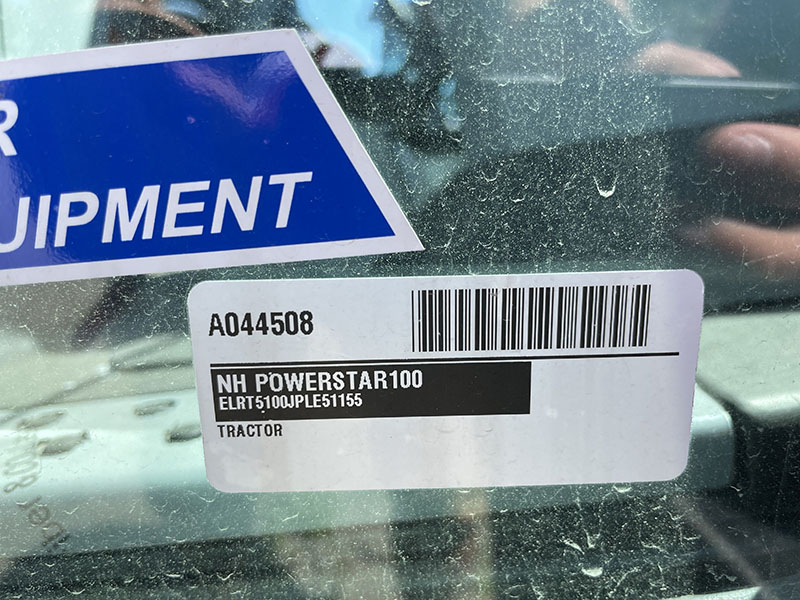 R
UIPMENT
A044508
NH POWERSTAR100
ELRT5100JPLE51155
TRACTOR